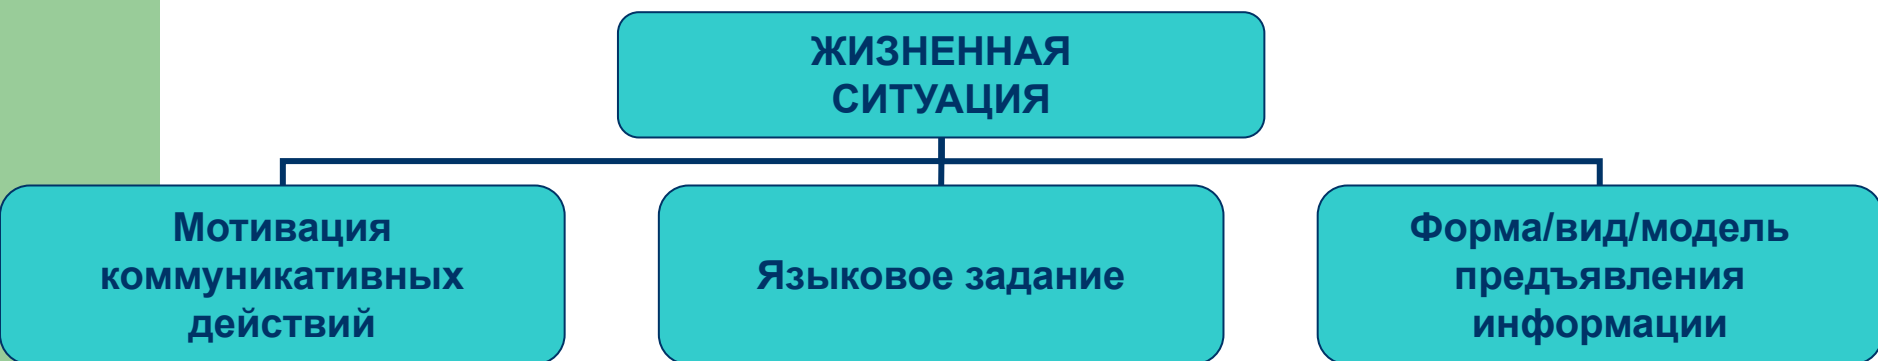 ЖИЗНЕННАЯ
СИТУАЦИЯ
Мотивация
коммуникативных
действий
Языковое задание
Форма/вид/модель
предъявления
информации